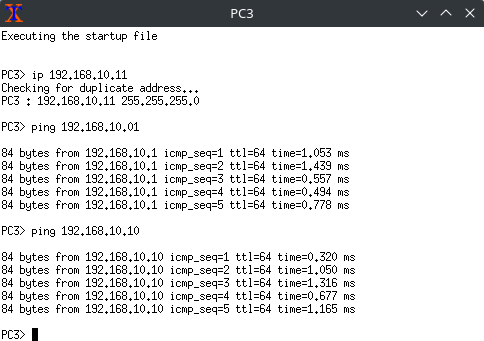 PC3
Executing the startup file
PC3> ip 192.168.10.11
Checking for duplicate address...
PC3 : 192.168.10.11 255.255.255.0
PC3> ping 192.168.10.01
84 bytes from 192.168.10.1 icmp_seq=1 ttl=64 time=1.053 ms
84 bytes from 192.168.10.1 icmp_seq=2 ttl=64 time=1.439 ms
84 bytes from 192.168.10.1 icmp_seq=3 ttl=64 time=0.557 ms
84 bytes from 192.168.10.1 icmp_seq=4 ttl=64 time=0.494 ms
84 bytes from 192.168.10.1 icmp_seq=5 ttl=64 time=0.778 ms
PC3> ping 192.168.10.10
84 bytes from 192.168.10.10 icmp_seq=1 ttl=64 time=0.320 ms
84 bytes from 192.168.10.10 icmp_seq=2 ttl=64 time=1.050 ms
84 bytes from 192.168.10.10 icmp_seq=3 ttl=64 time=1.316 ms
84 bytes from 192.168.10.10 icmp_seq=4 ttl=64 time=0.677 ms
84 bytes from 192.168.10.10 icmp_seq=5 ttl=64 time=1.165 ms
PC3>